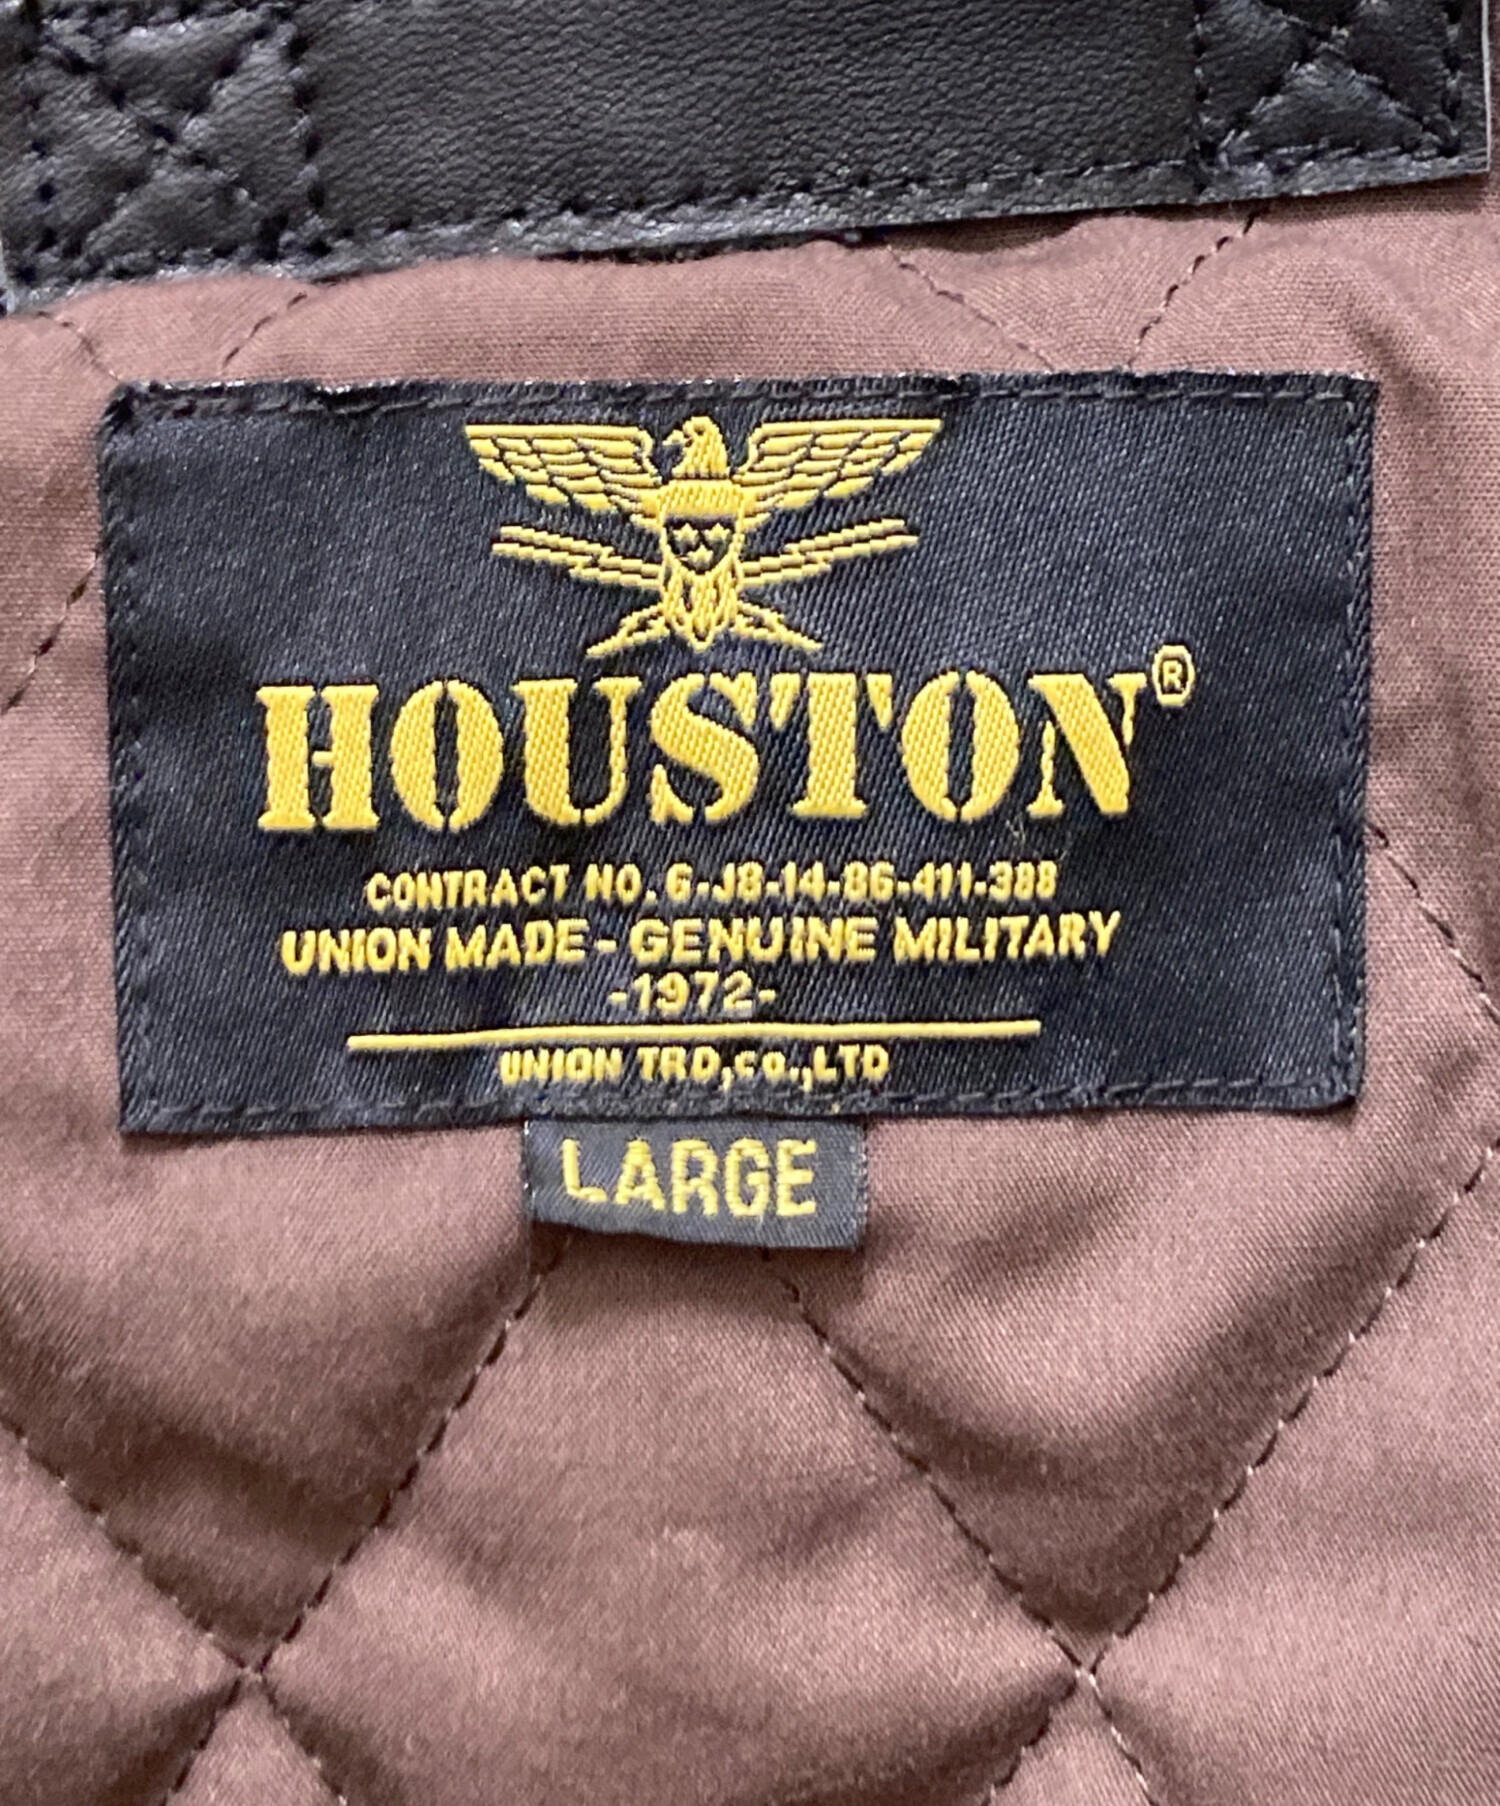 HOUSTON®
CONTRACT NO. 6-J8-14-86-411-388
UNION MADE-GENUINE MILITARY
-1972-
UNION TRD,co.,LTD
LARGE